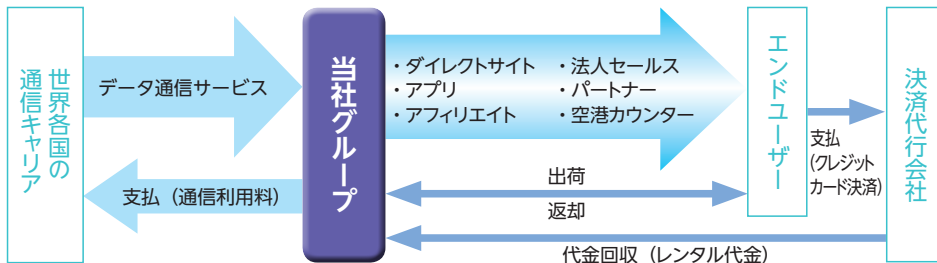 世界各国の
通信キャリア
データ通信サービス
支払（通信利用料）
当社グループ
・ダイレクトサイト ・法人セールス
・アプリ ・パートナー
・アフィリエイト ・空港カウンター
出荷
返却
代金回収（レンタル代金）
エンドユーザー
支払
(クレジット
カード決済)
決済代行会社